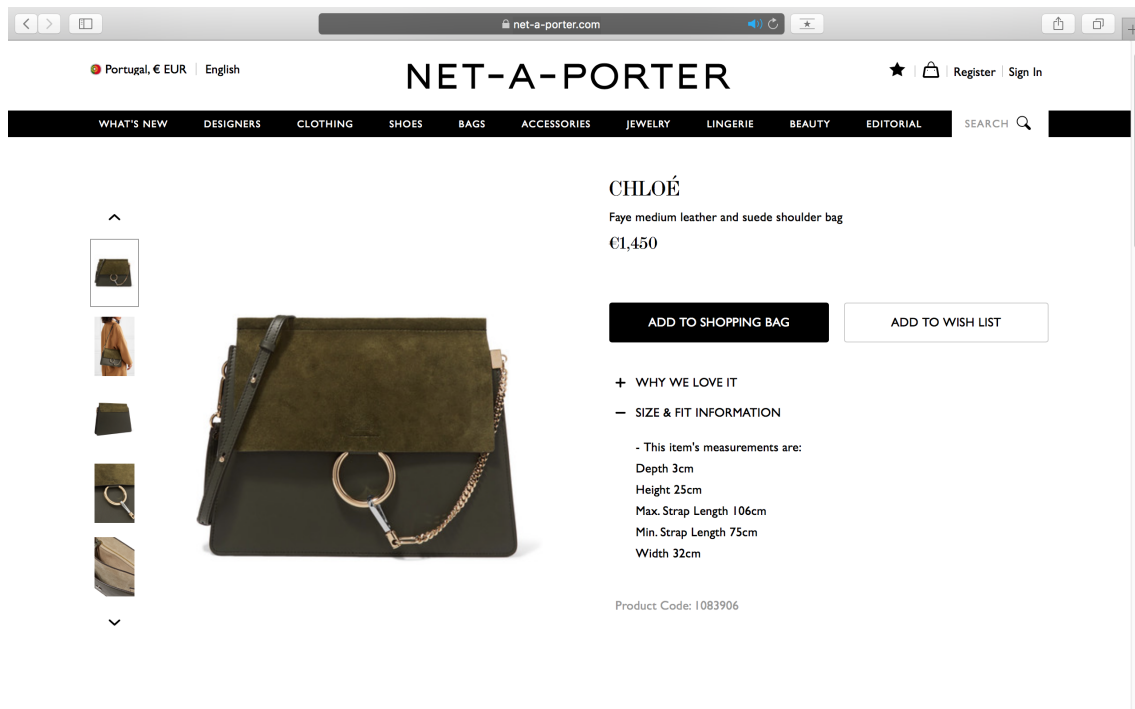 net-a-porter.com
Portugal, € EUR English
NET-A-PORTER
Register Sign In
WHAT'S NEW DESIGNERS CLOTHING SHOES BAGS ACCESSORIES JEWELRY LINGERIE BEAUTY EDITORIAL SEARCH
CHLOÉ
Faye medium leather and suede shoulder bag
€1,450
ADD TO SHOPPING BAG ADD TO WISH LIST
+ WHY WE LOVE IT
– SIZE & FIT INFORMATION
- This item's measurements are:
Depth 3cm
Height 25cm
Max. Strap Length 106cm
Min. Strap Length 75cm
Width 32cm
Product Code: 1083906